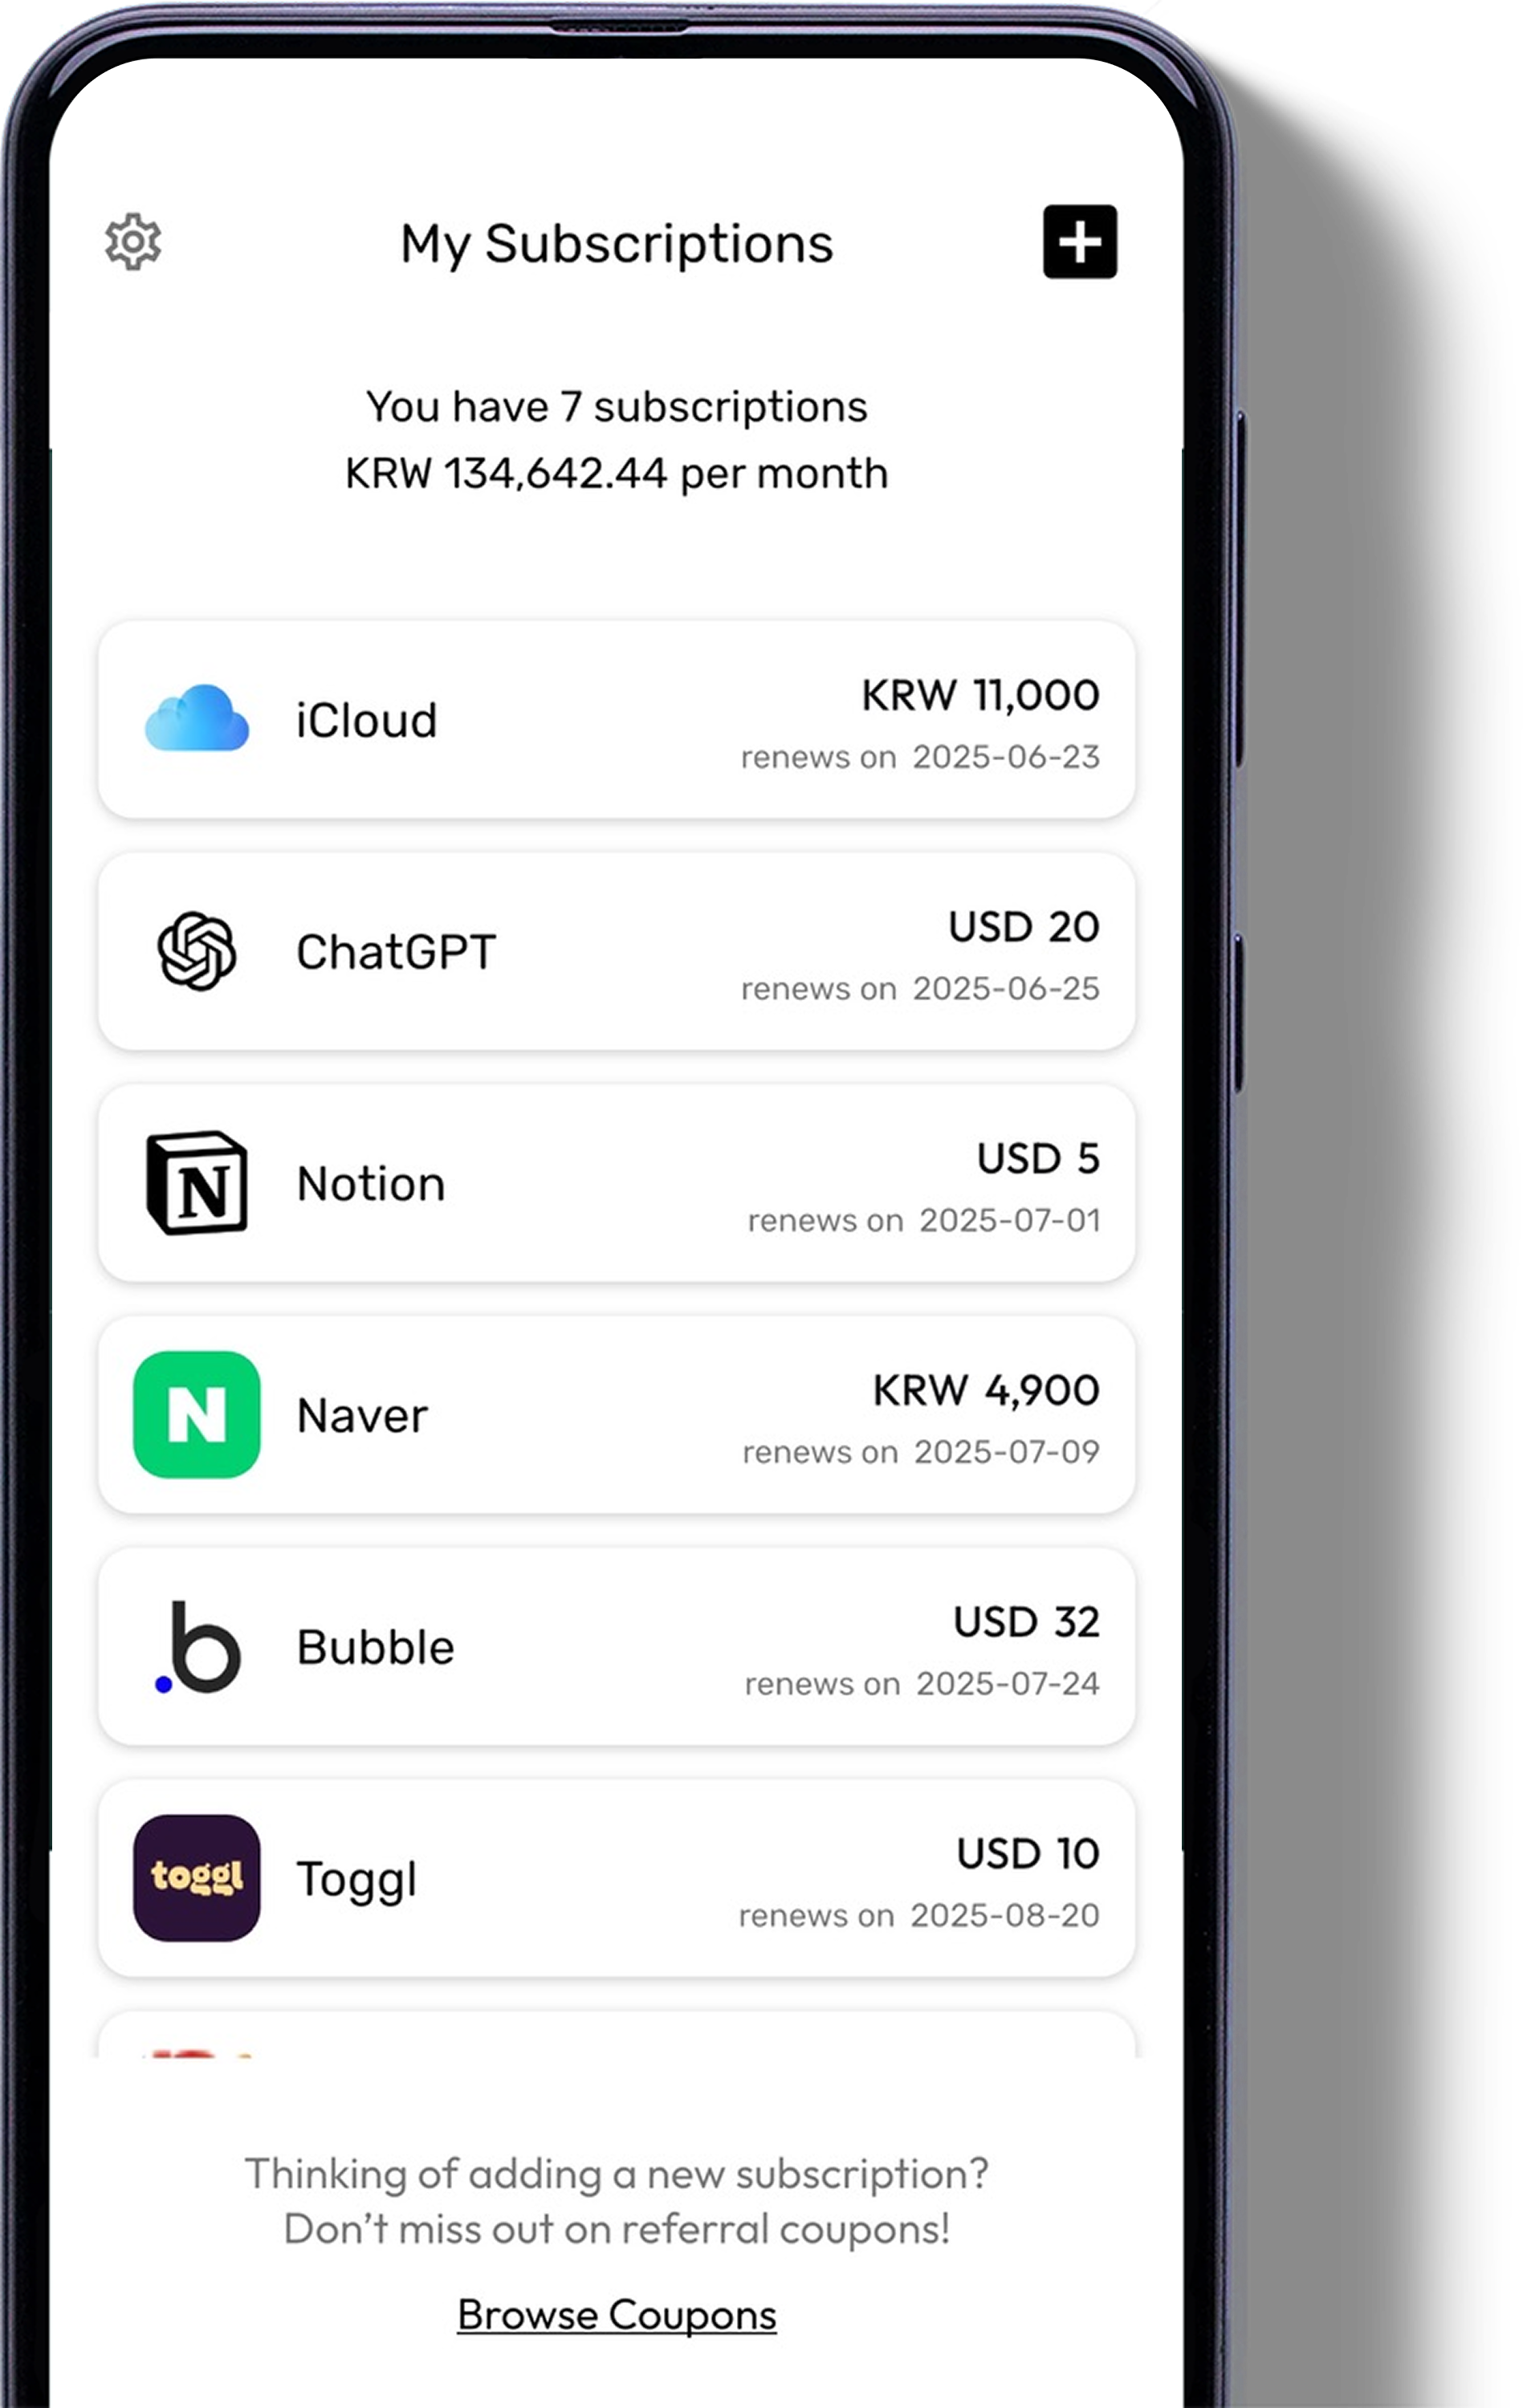 My Subscriptions
You have 7 subscriptions
KRW 134,642.44 per month
iCloud
KRW 11,000
renews on 2025-06-23
ChatGPT
USD 20
renews on 2025-06-25
N
Notion
USD 5
renews on 2025-07-01
N
Naver
KRW 4,900
renews on 2025-07-09
b
Bubble
USD 32
renews on 2025-07-24
toggl
Toggl
USD 10
renews on 2025-08-20
Thinking of adding a new subscription?
Don’t miss out on referral coupons!
Browse Coupons